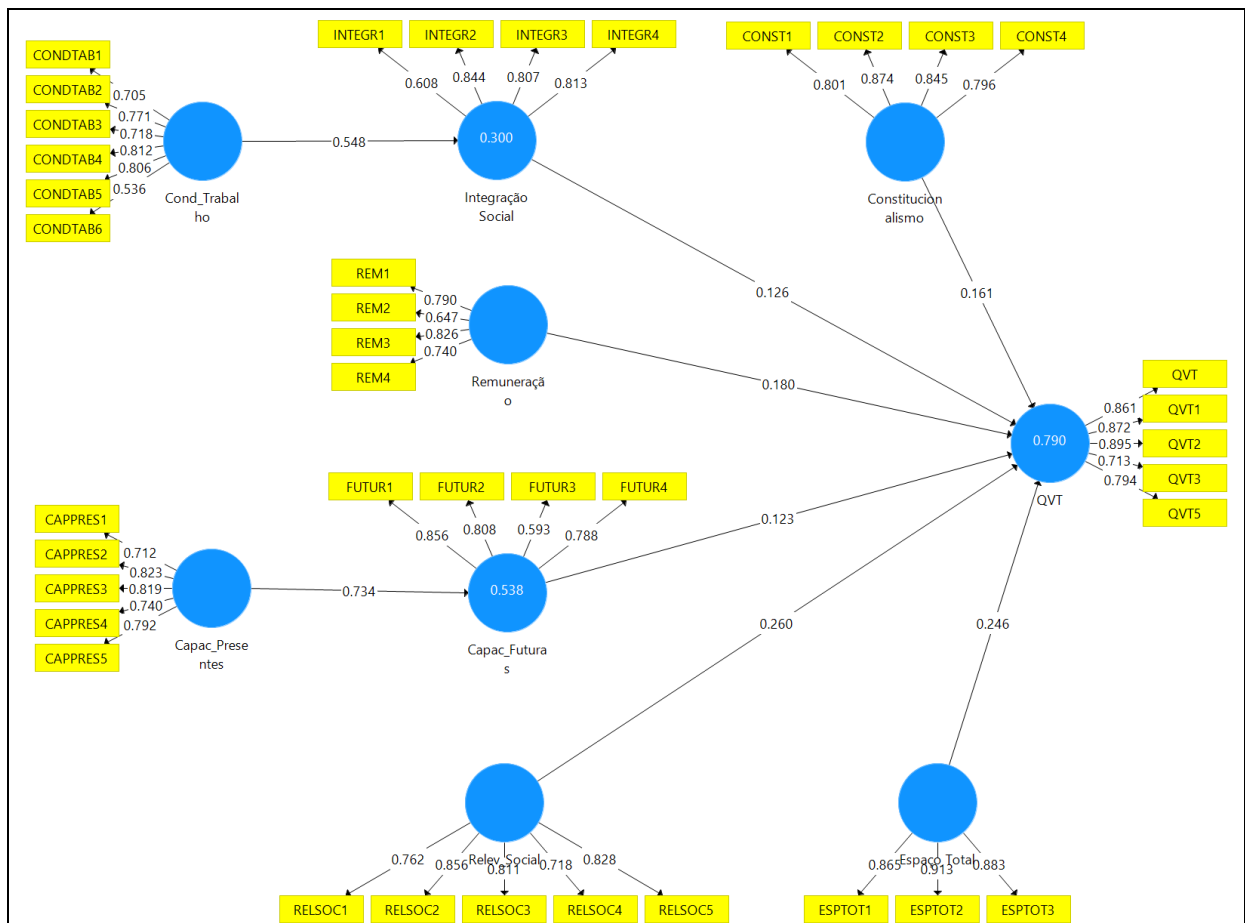 INTEGR1
INTEGR2
INTEGR3
INTEGR4
0.608
0.844
0.807
0.813
0.300
Integração
Social
CONST1
CONST2
CONST3
CONST4
0.801
0.874
0.845
0.796
Constitucion
alismo
CONDTAB1
CONDTAB2
CONDTAB3
CONDTAB4
CONDTAB5
CONDTAB6
0.705
0.771
0.718
0.812
0.806
0.536
Cond_Trabal
ho
0.548
0.126
0.161
REM1
REM2
REM3
REM4
0.790
0.647
0.826
0.740
Remuneraçã
o
0.180
QVT
QVT1
QVT2
QVT3
QVT5
0.861
0.872
0.895
0.713
0.794
0.790
QVT
FUTUR1
FUTUR2
FUTUR3
FUTUR4
0.856
0.808
0.593
0.788
0.538
Capac_Futura
s
0.123
CAPPRES1
CAPPRES2
CAPPRES3
CAPPRES4
CAPPRES5
0.712
0.823
0.819
0.740
0.792
Capac_Prese
ntes
0.734
0.260
0.246
Relev_Social
0.762
0.856
0.811
0.718
0.828
RELSOC1
RELSOC2
RELSOC3
RELSOC4
RELSOC5
Espaço_Total
0.865
0.913
0.883
ESPTOT1
ESPTOT2
ESPTOT3